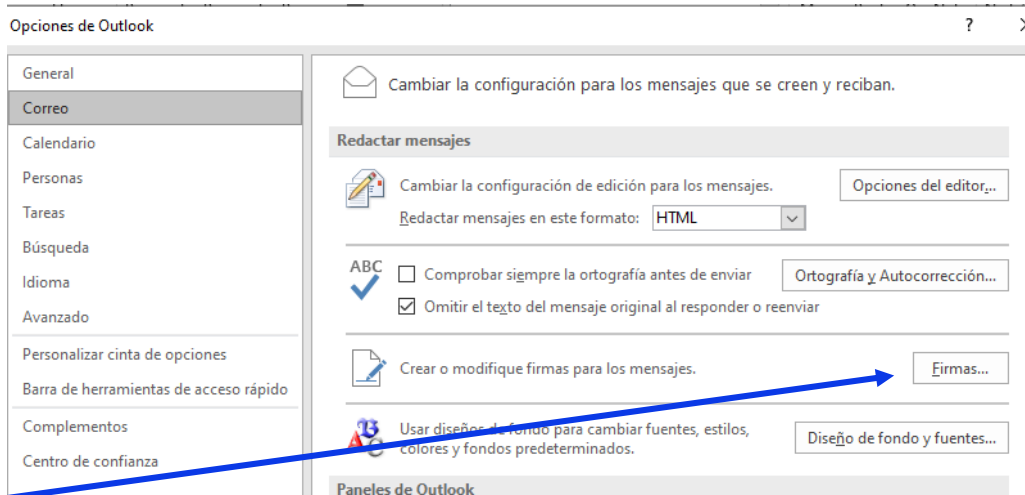 Opciones de Outlook
?
General
Correo
Calendario
Personas
Tareas
Búsqueda
Idioma
Avanzado
Personalizar cinta de opciones
Barra de herramientas de acceso rápido
Complementos
Centro de confianza
Cambiar la configuración para los mensajes que se creen y reciban.
Redactar mensajes
Cambiar la configuración de edición para los mensajes.
Opciones del editor...
Redactar mensajes en este formato: HTML
ABC
Comprobar siempre la ortografía antes de enviar
Ortografía y Autocorrección...
Omitir el texto del mensaje original al responder o reenviar
Crear o modifique firmas para los mensajes.
Firmas...
Usar diseños de fondo para cambiar fuentes, estilos,
colores y fondos predeterminados.
Diseño de fondo y fuentes...
Paneles de Outlook